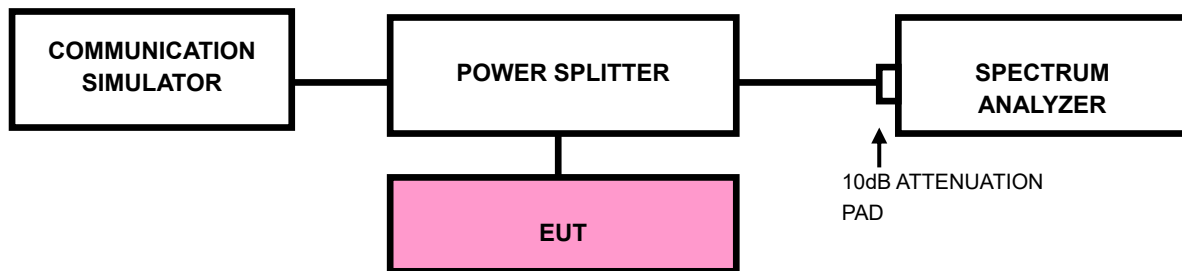 COMMUNICATION
SIMULATOR
POWER SPLITTER
SPECTRUM
ANALYZER
10dB ATTENUATION
PAD
EUT